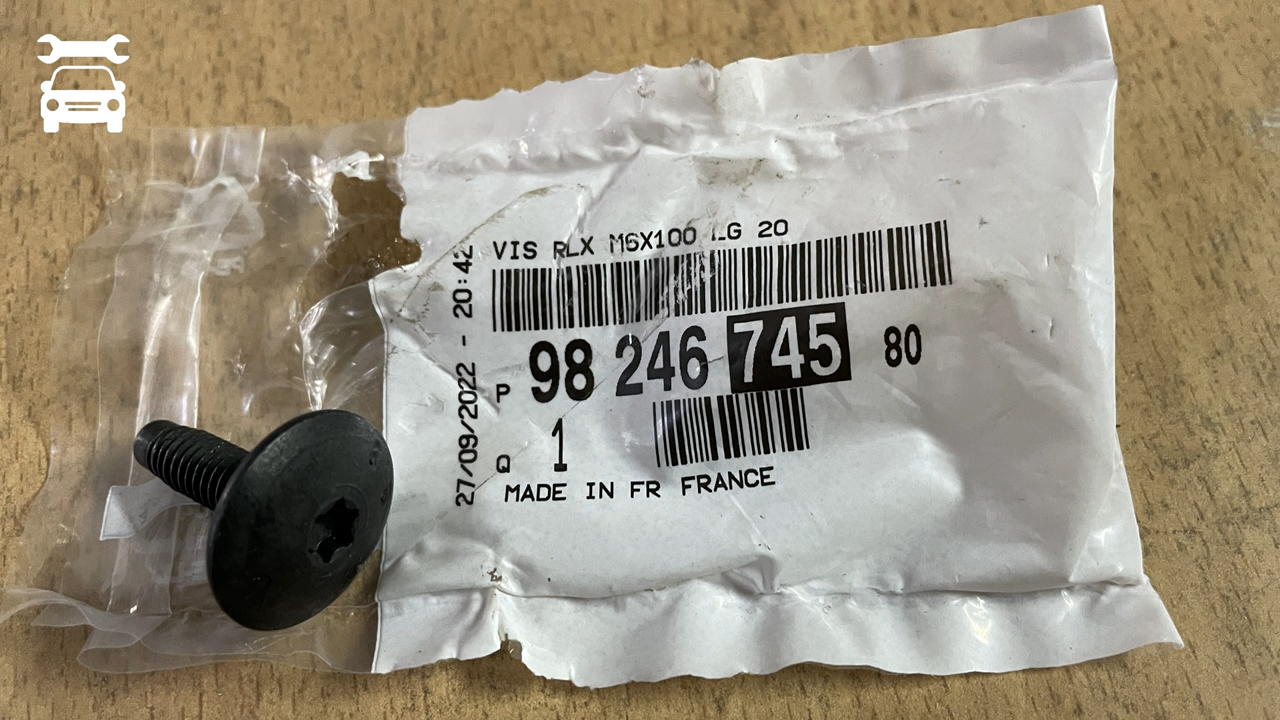 VIS RLX M6X100 LG 20
27/09/2022 - 20:42
P 98 246 745 80
Q 1
MADE IN FR FRANCE